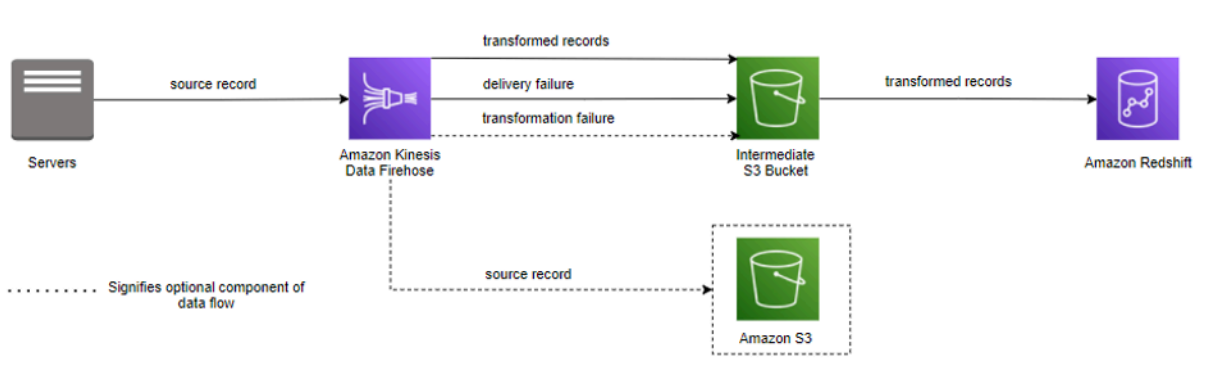 transformed records
source record
delivery failure
transformed records
transformation failure
Servers
Amazon Kinesis
Data Firehose
Intermediate
S3 Bucket
Amazon Redshift
source record
Signifies optional component of
data flow
Amazon S3